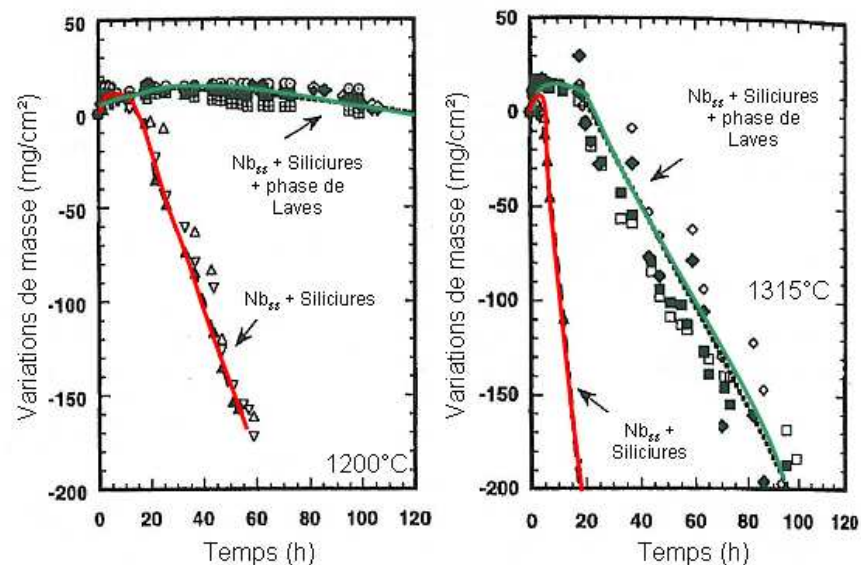 Variations de masse (mg/cm²)
50
0
-50
-100
-150
-200
0
20
40
60
80
100
120
Temps (h)
Nbss + Siliciures
+ phase de
Laves
Nbss + Siliciures
1200°C
Variations de masse (mg/cm²)
50
0
-50
-100
-150
-200
0
20
40
60
80
100
120
Temps (h)
Nbss + Siliciures
+ phase de
Laves
1315°C
Nbss +
Siliciures